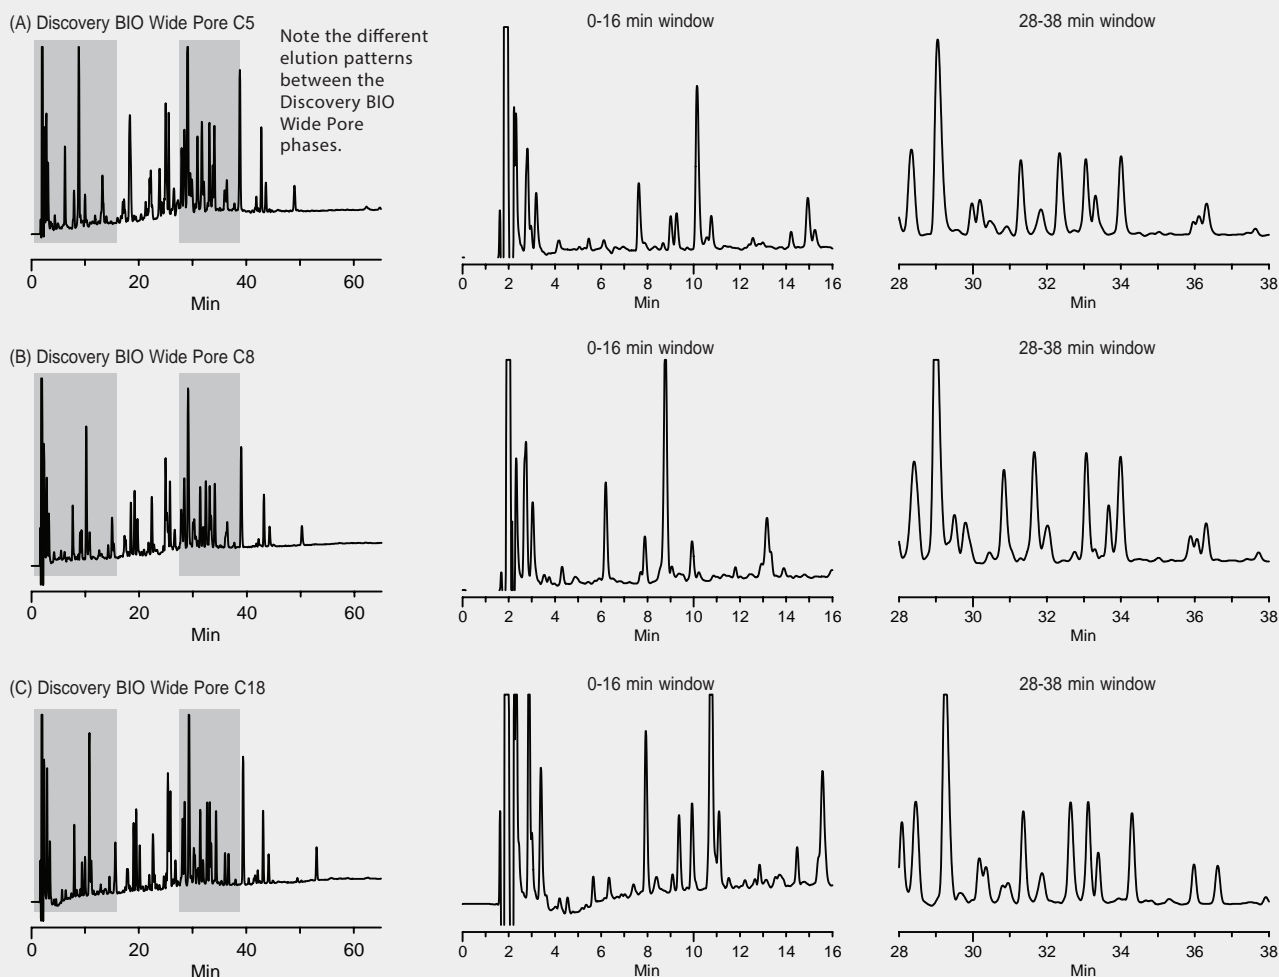 (A) Discovery BIO Wide Pore C5
Note the different
elution patterns
between the
Discovery BIO
Wide Pore
phases.
0 20 40 60
Min
0-16 min window
0 2 4 6 8 10 12 14 16
Min
28-38 min window
28 30 32 34 36 38
Min
(B) Discovery BIO Wide Pore C8
0 20 40 60
Min
0-16 min window
0 2 4 6 8 10 12 14 16
Min
28-38 min window
28 30 32 34 36 38
Min
(C) Discovery BIO Wide Pore C18
0 20 40 60
Min
0-16 min window
0 2 4 6 8 10 12 14 16
Min
28-38 min window
28 30 32 34 36 38
Min